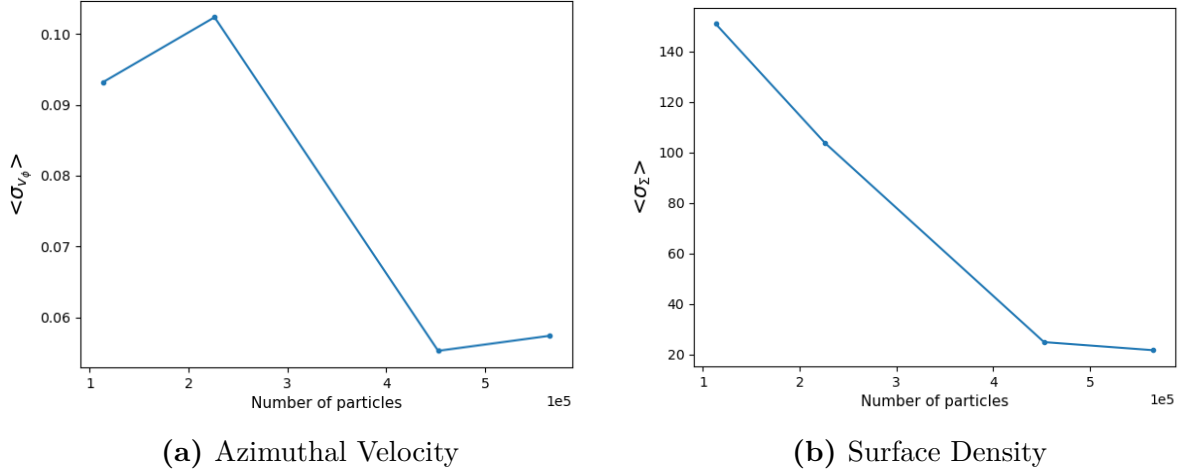 0.10
0.09
0.08
0.07
0.06
<σ_{v_ϕ}>
1 2 3 4 5
1e5
Number of particles
(a) Azimuthal Velocity
140
120
100
80
60
40
20
<σ_Σ>
1 2 3 4 5
1e5
Number of particles
(b) Surface Density